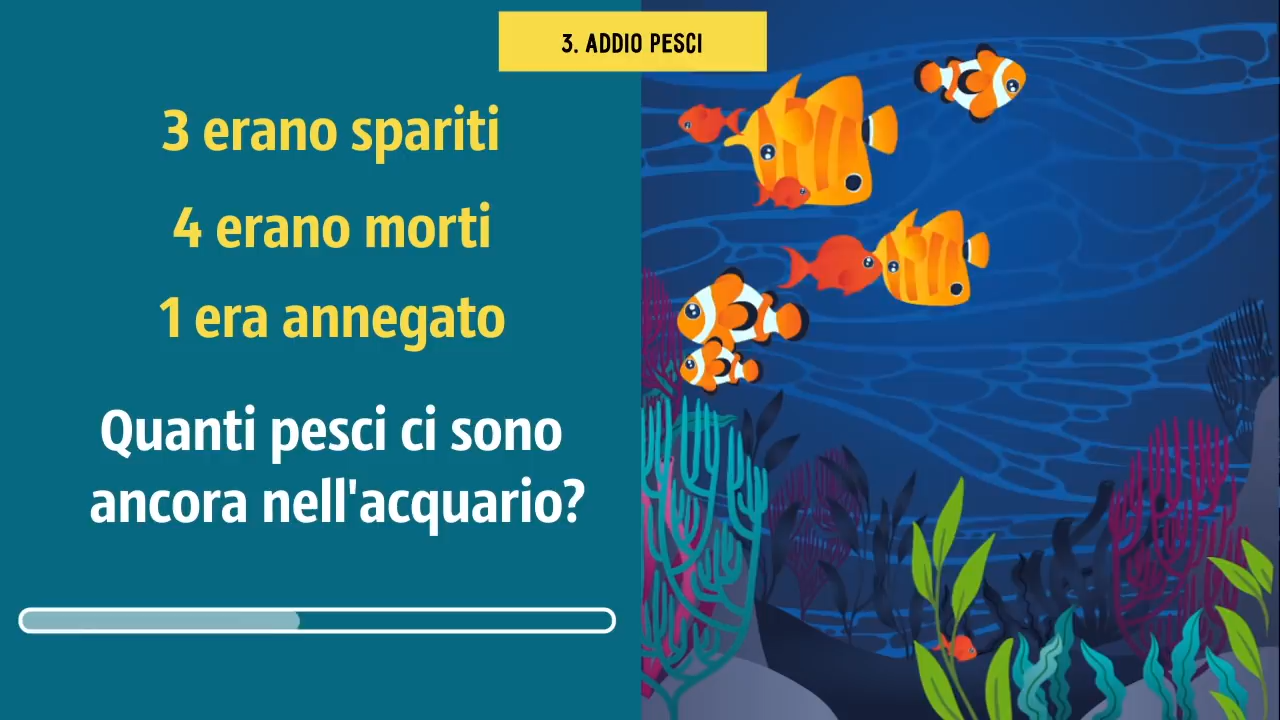 3. ADDIO PESCI
3 erano spariti
4 erano morti
1 era annegato
Quanti pesci ci sono
ancora nell'acquario?